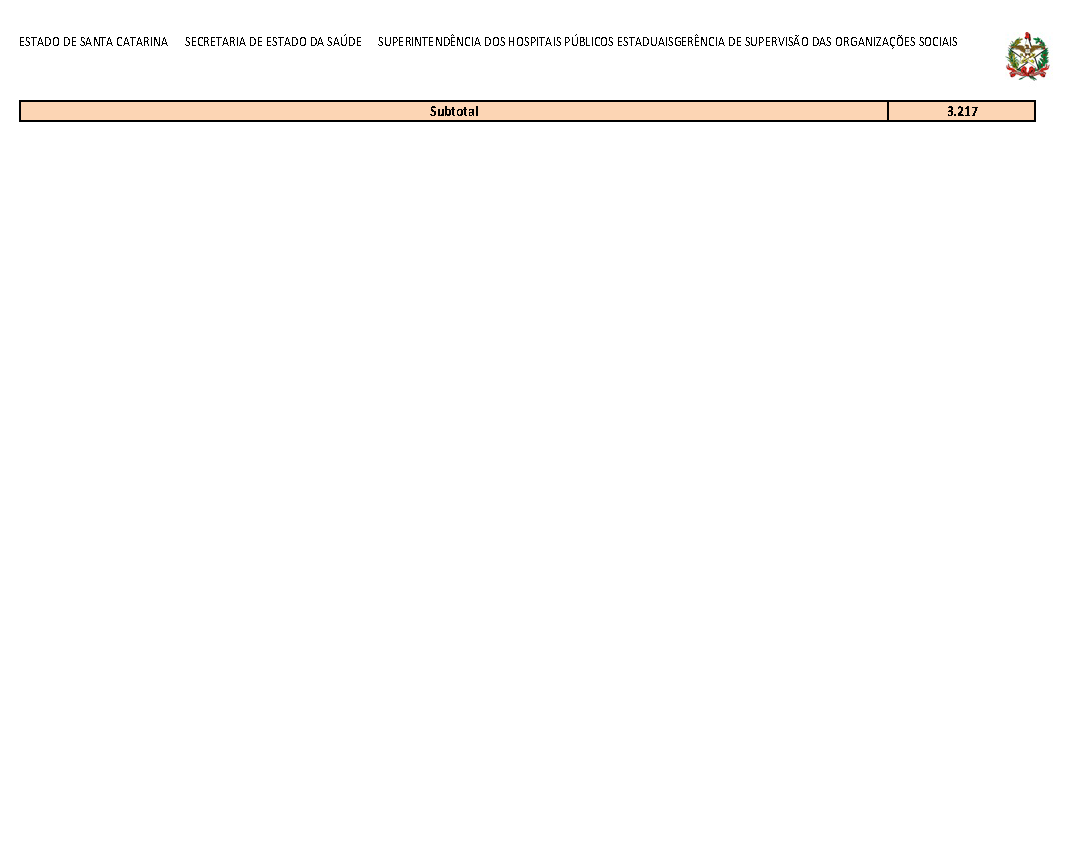 ESTADO DE SANTA CATARINA SECRETARIA DE ESTADO DA SAÚDE SUPERINTENDÊNCIA DOS HOSPITAIS PÚBLICOS ESTADUAISGERÊNCIA DE SUPERVISÃO DAS ORGANIZAÇÕES SOCIAIS
Subtotal 3.217